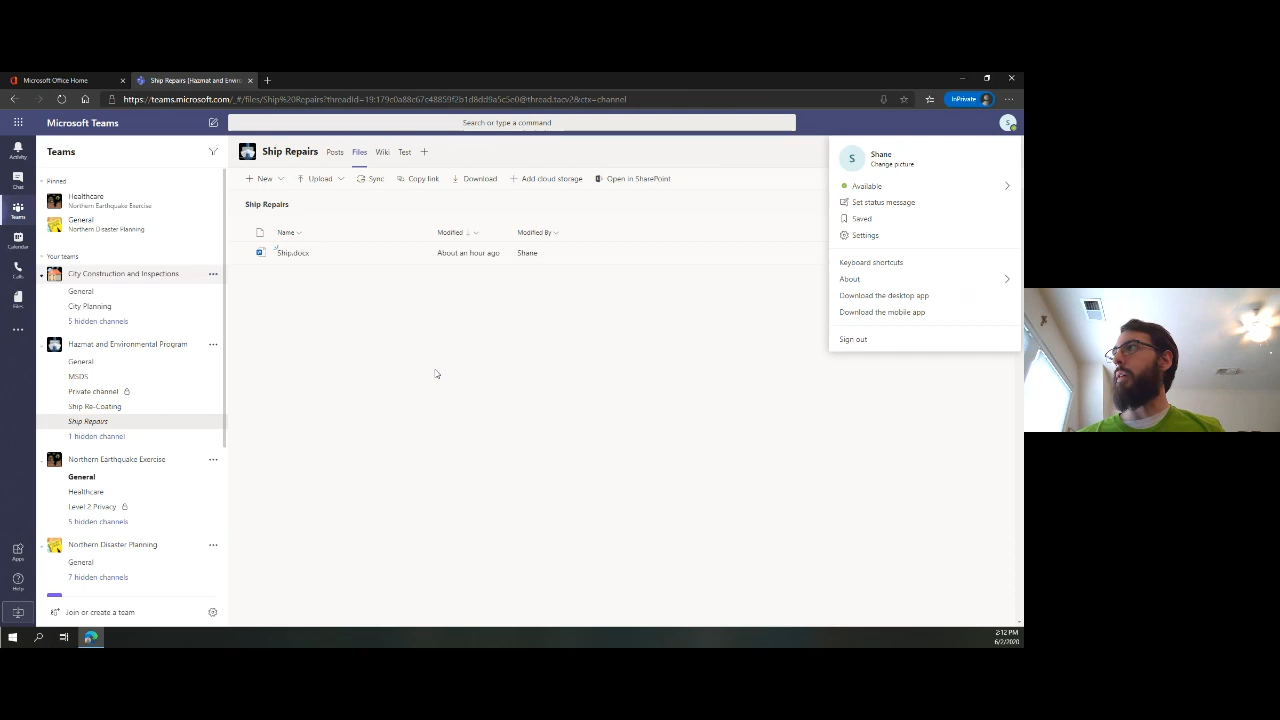 Microsoft Office Home
Ship Repairs (Hazmat and Enviro
https://teams.microsoft.com/_#/files/Ship%20Repairs?threadId=19:179c0a88c67c48859f2b1d8dd9a5c5e0@thread.tacv2&ctx=channel
InPrivate
Microsoft Teams
Search or type a command
S
Activity
Chat
Teams
Calendar
Calls
Files
Apps
Help
Teams
Pinned
Healthcare
Northern Earthquake Exercise
General
Northern Disaster Planning
Your teams
City Construction and Inspections
General
City Planning
5 hidden channels
Hazmat and Environmental Program
General
MSDS
Private channel
Ship Re-Coating
Ship Repairs
1 hidden channel
Northern Earthquake Exercise
General
Healthcare
Level 2 Privacy
5 hidden channels
Northern Disaster Planning
General
7 hidden channels
Join or create a team
Ship Repairs Posts Files Wiki Test
New Upload Sync Copy link Download Add cloud storage Open in SharePoint
Ship Repairs
Name Modified Modified By
Ship.docx About an hour ago Shane
S
Shane
Change picture
Available
Set status message
Saved
Settings
Keyboard shortcuts
About
Download the desktop app
Download the mobile app
Sign out
2:12 PM
6/2/2020